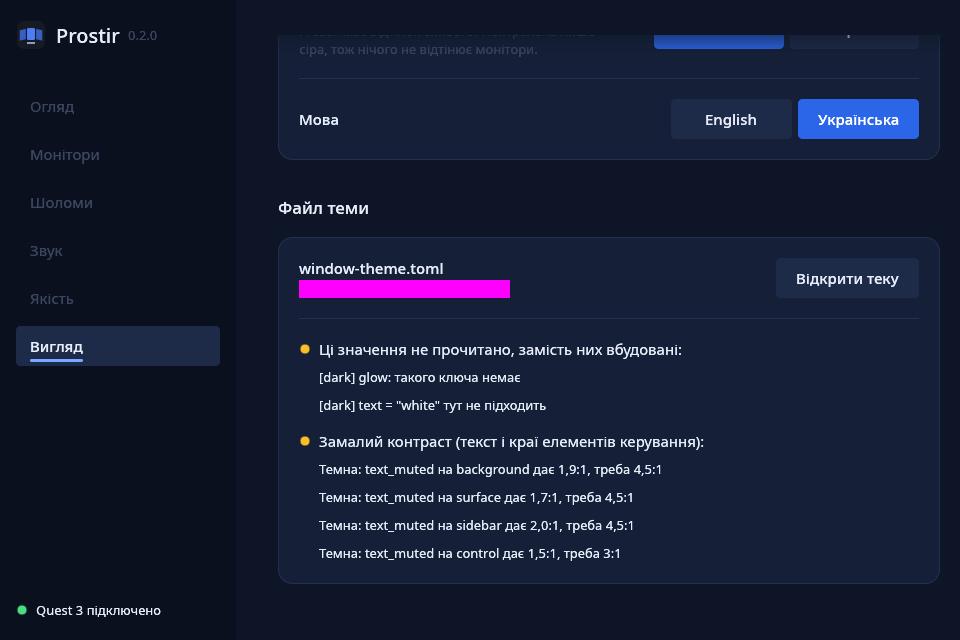 Prostir 0.2.0
Огляд
Монітори
Шоломи
Звук
Якість
Вигляд
Quest 3 підключено
сіра, тож нічого не відтінює монітори.
Мова
English
Українська
Файл теми
window-theme.toml
Відкрити теку
Ці значення не прочитано, замість них вбудовані:
[dark] glow: такого ключа немає
[dark] text = "white" тут не підходить
Замалий контраст (текст і краї елементів керування):
Темна: text_muted на background дає 1,9:1, треба 4,5:1
Темна: text_muted на surface дає 1,7:1, треба 4,5:1
Темна: text_muted на sidebar дає 2,0:1, треба 4,5:1
Темна: text_muted на control дає 1,5:1, треба 3:1